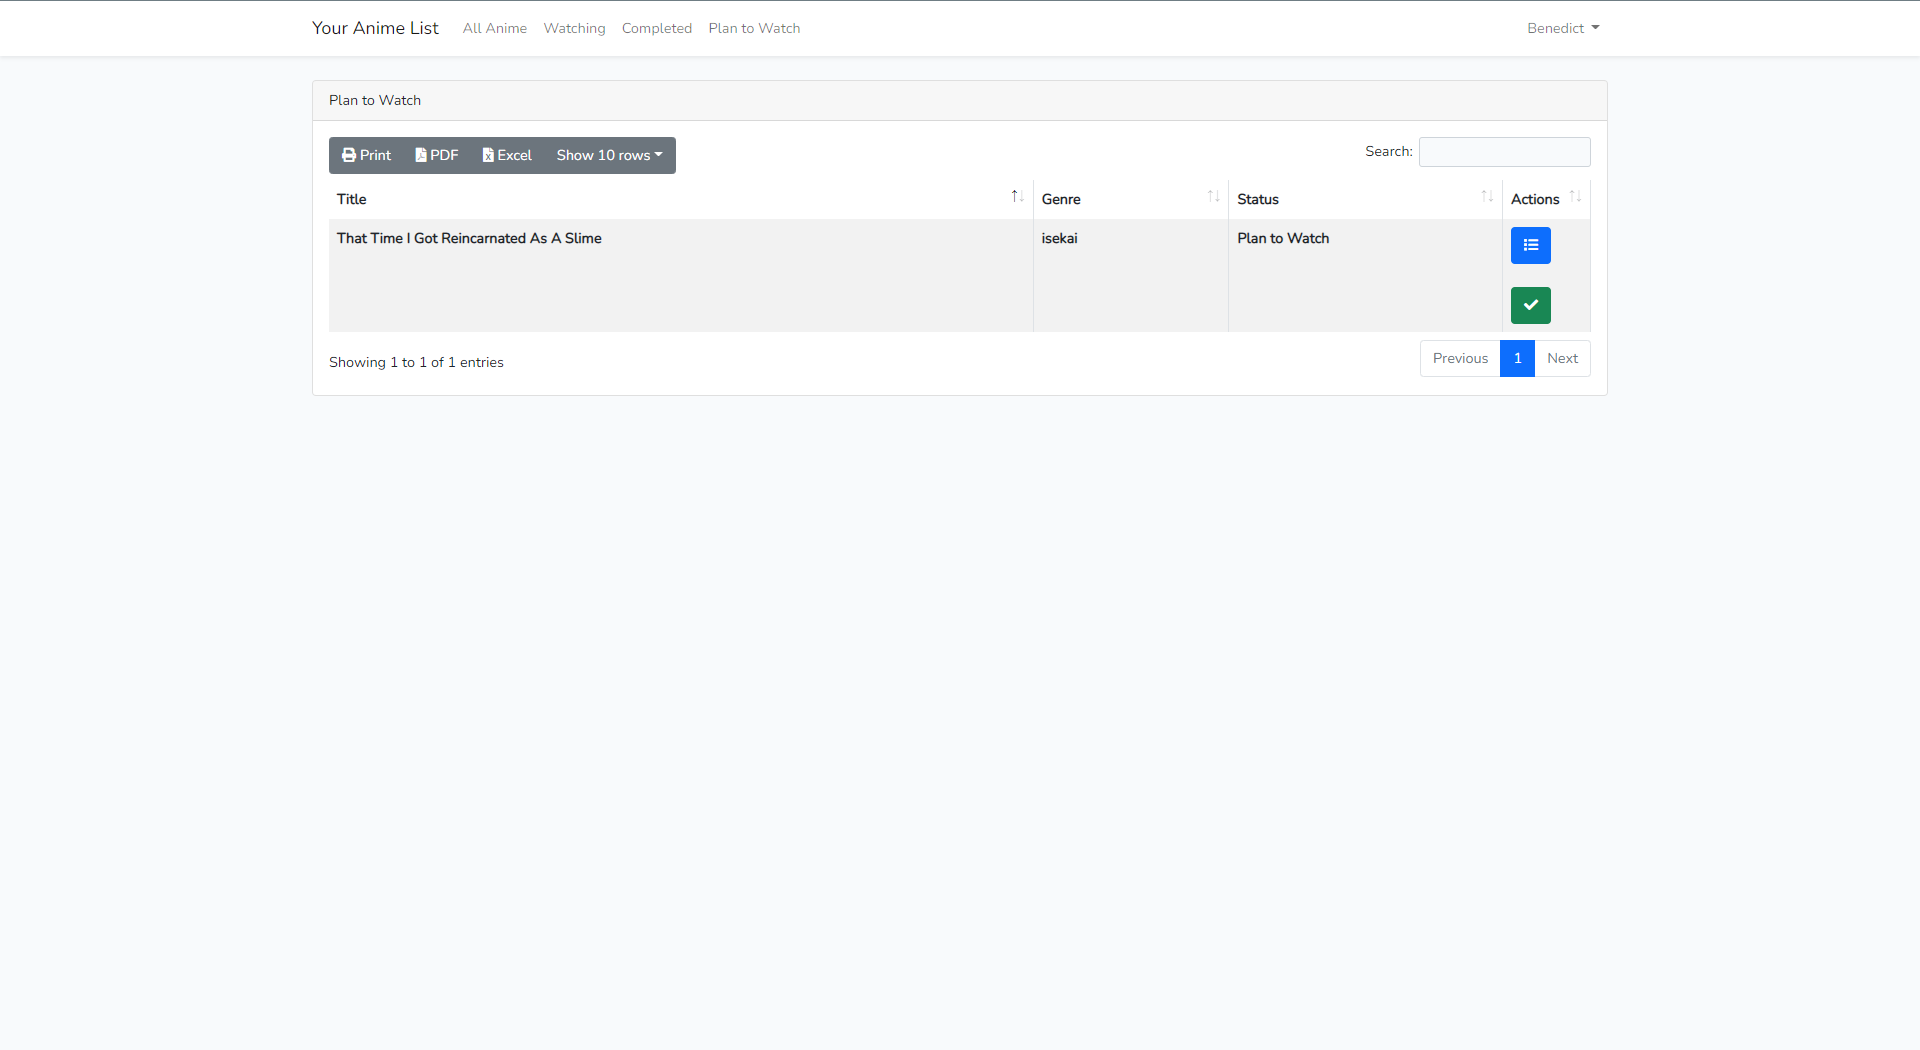 Your Anime List All Anime Watching Completed Plan to Watch Benedict
Plan to Watch
Print PDF Excel Show 10 rows Search:
Title Genre Status Actions
That Time I Got Reincarnated As A Slime isekai Plan to Watch
Showing 1 to 1 of 1 entries Previous 1 Next